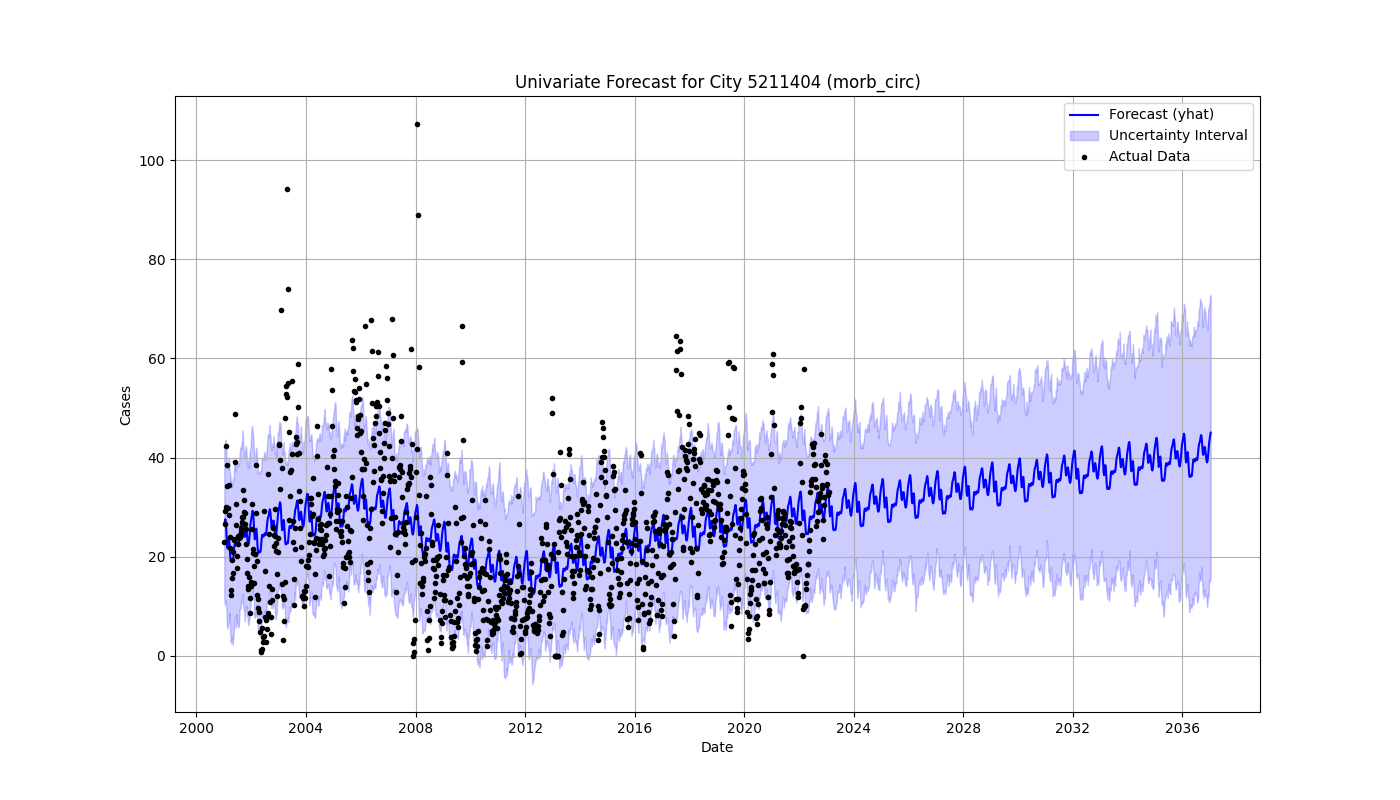 Univariate Forecast for City 5211404 (morb_circ)
Forecast (yhat)
Uncertainty Interval
Actual Data
Cases
100
80
60
40
20
0
2000 2004 2008 2012 2016 2020 2024 2028 2032 2036
Date